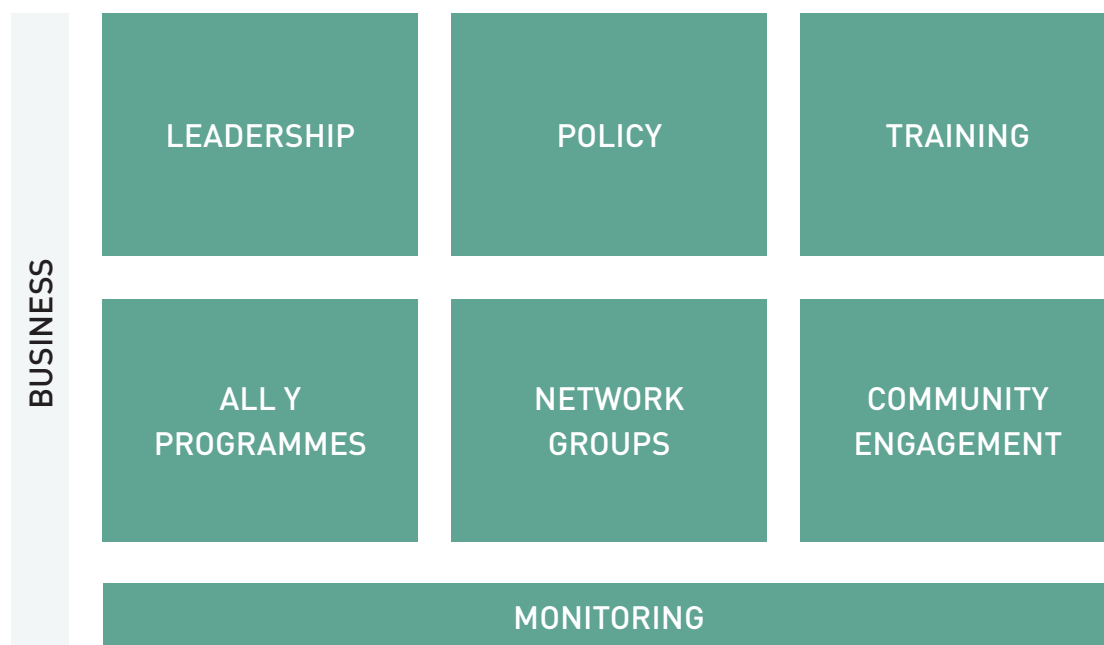 BUSINESS
LEADERSHIP
POLICY
TRAINING
ALL Y
PROGRAMMES
NETWORK
GROUPS
COMMUNITY
ENGAGEMENT
MONITORING